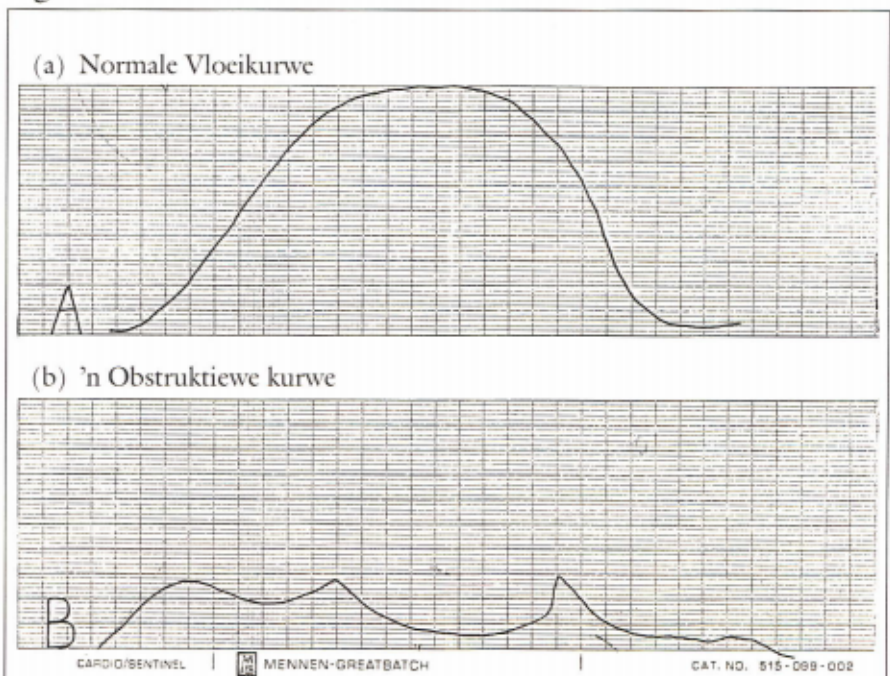 (a) Normale Vloeikurwe
A
(b) 'n Obstruktiewe kurwe
B
CARDIO/SENTINEL
MENNEN-GREATBATCH
CAT. NO. 515-099-002